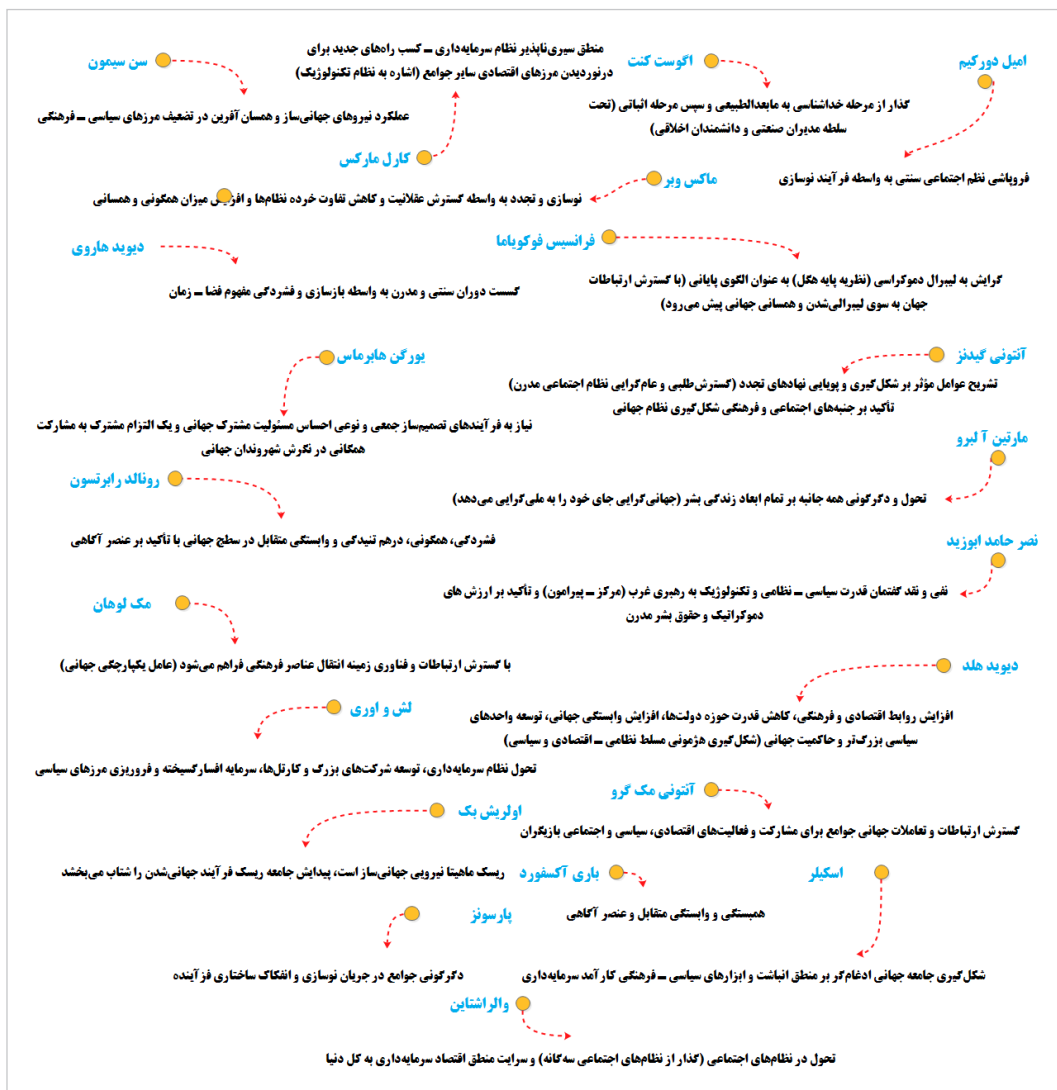 امیل دورکیم
فروپاشی نظم اجتماعی سنتی به واسطه فرآیند نوسازی
اگوست کنت
گذار از مرحله خداشناسی به مابعدالطبیعی و سپس مرحله اثباتی (تحت
سلطه مدیران صنعتی و دانشمندان اخلاقی)
سن سیمون
عملکرد نیروهای جهانی‌ساز و همسان‌آفرین در تضعیف مرزهای سیاسی ــ فرهنگی
منطق سیری‌ناپذیر نظام سرمایه‌داری ــ کسب راه‌های جدید برای
درنوردیدن مرزهای اقتصادی سایر جوامع (اشاره به نظام تکنولوژیک)
کارل مارکس
ماکس وبر
نوسازی و تجدد به واسطه گسترش عقلانیت و کاهش تفاوت خرده نظام‌ها و افزایش میزان همگونی و همسانی
فرانسیس فوکویاما
گرایش به لیبرال دموکراسی (نظریه پایه هگل) به عنوان الگوی پایانی (با گسترش ارتباطات
جهان به سوی لیبرالی‌شدن و همسانی جهانی پیش می‌رود)
دیوید هاروی
گسست دوران سنتی و مدرن به واسطه بازسازی و فشردگی مفهوم فضا ــ زمان
آنتونی گیدنز
تشریح عوامل مؤثر بر شکل‌گیری و پویایی نهادهای تجدد (گسترش‌طلبی و عام‌گرایی نظام اجتماعی مدرن)
تأکید بر جنبه‌های اجتماعی و فرهنگی شکل‌گیری نظام جهانی
یورگن هابرماس
نیاز به فرآیندهای تصمیم‌ساز جمعی و نوعی احساس مسئولیت مشترک جهانی و یک التزام مشترک به مشارکت
همگانی در نگرش شهروندان جهانی
مارتین آ لبرو
تحول و دگرگونی همه جانبه بر تمام ابعاد زندگی بشر (جهانی‌گرایی جای خود را به ملی‌گرایی می‌دهد)
رونالد رابرتسون
فشردگی، همگونی، درهم تنیدگی و وابستگی متقابل در سطح جهانی با تأکید بر عنصر آگاهی
نصر حامد ابوزید
نفی و نقد گفتمان قدرت سیاسی ــ نظامی و تکنولوژیک به رهبری غرب (مرکز ــ پیرامون) و تأکید بر ارزش های
دموکراتیک و حقوق بشر مدرن
مک لوهان
با گسترش ارتباطات و فناوری زمینه انتقال عناصر فرهنگی فراهم می‌شود (عامل یکپارچگی جهانی)
دیوید هلد
افزایش روابط اقتصادی و فرهنگی، کاهش قدرت حوزه دولت‌ها، افزایش وابستگی جهانی، توسعه واحدهای
سیاسی بزرگ‌تر و حاکمیت جهانی (شکل‌گیری هژمونی مسلط نظامی ــ اقتصادی و سیاسی)
لش و اوری
تحول نظام سرمایه‌داری، توسعه شرکت‌های بزرگ و کارتل‌ها، سرمایه افسارگسیخته و فروریزی مرزهای سیاسی
آنتونی مک گرو
گسترش ارتباطات و تعاملات جهانی جوامع برای مشارکت و فعالیت‌های اقتصادی، سیاسی و اجتماعی بازیگران
اولریش بک
ریسک ماهیتا نیرویی جهانی‌ساز است، پیدایش جامعه ریسک فرآیند جهانی‌شدن را شتاب می‌بخشد
اسکیلر
شکل‌گیری جامعه جهانی ادغام‌گر بر منطق انباشت و ابزارهای سیاسی ــ فرهنگی کارآمد سرمایه‌داری
باری آکسفورد
همبستگی و وابستگی متقابل و عنصر آگاهی
پارسونز
دگرگونی جوامع در جریان نوسازی و انفکاک ساختاری فزآینده
والراشتاین
تحول در نظام‌های اجتماعی (گذار از نظام‌های اجتماعی سه‌گانه) و سرایت منطق اقتصاد سرمایه‌داری به کل دنیا